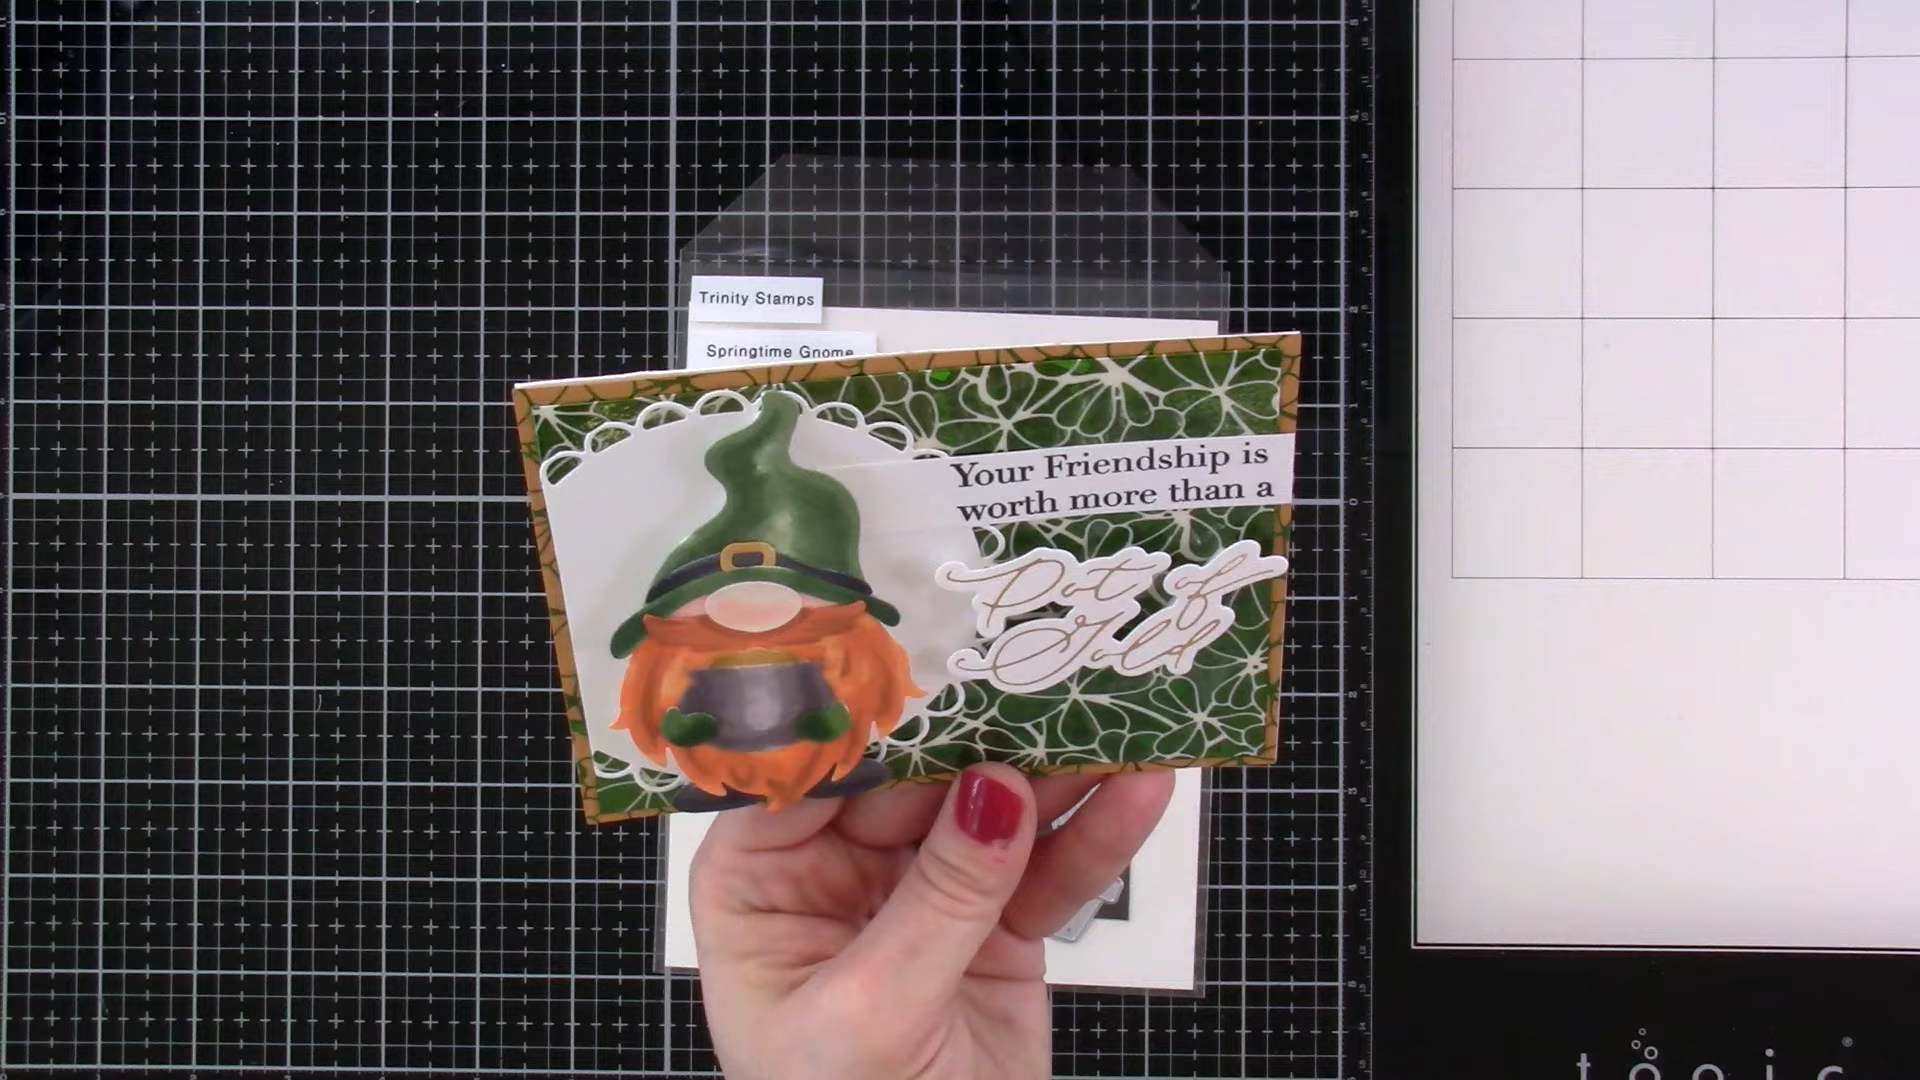 Trinity Stamps
Springtime Gnome
Your Friendship is
worth more than a
Pot of
Gold
tonic